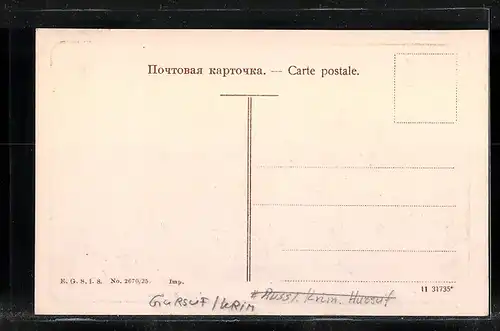 Почтовая карточка. — Carte postale.
E. G. S. i. S. No. 2670/25. Imp. 11 31735*
GURSUF/KRIM # Russl. Krim. Hursuf